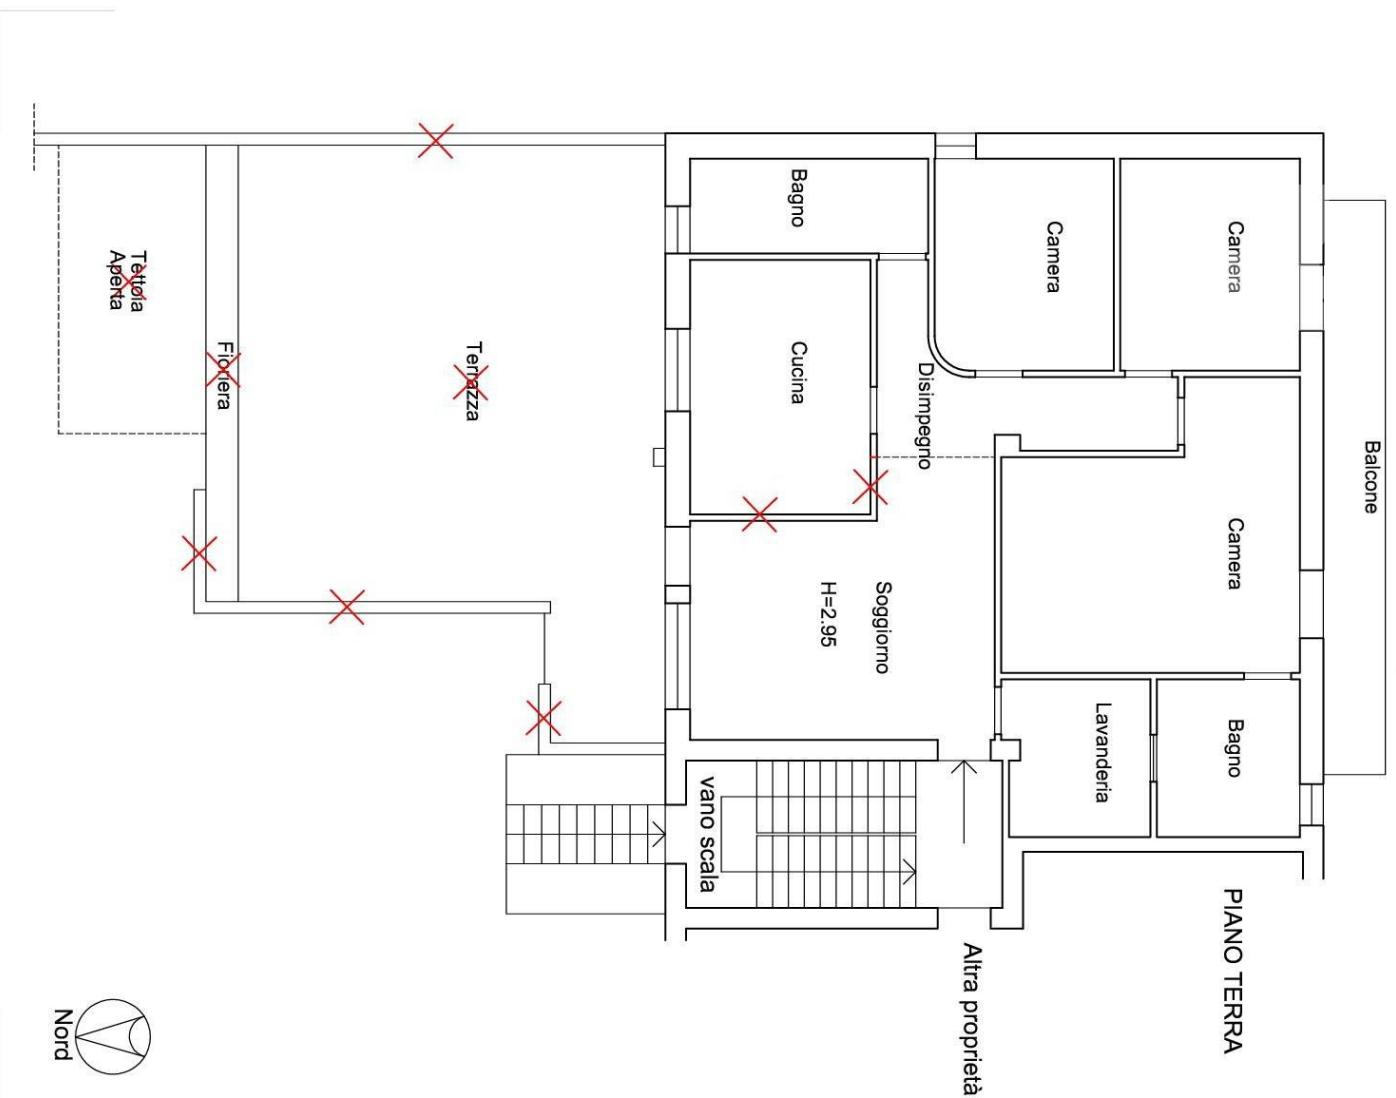 Balcone
Camera
Camera
Bagno
PIANO TERRA
Camera
Lavanderia
Altra proprietà
Disimpegno
Soggiorno
H=2.95
Bagno
Cucina
vano scala
Terrazza
Fioriera
Tettoia
Aperta
Nord